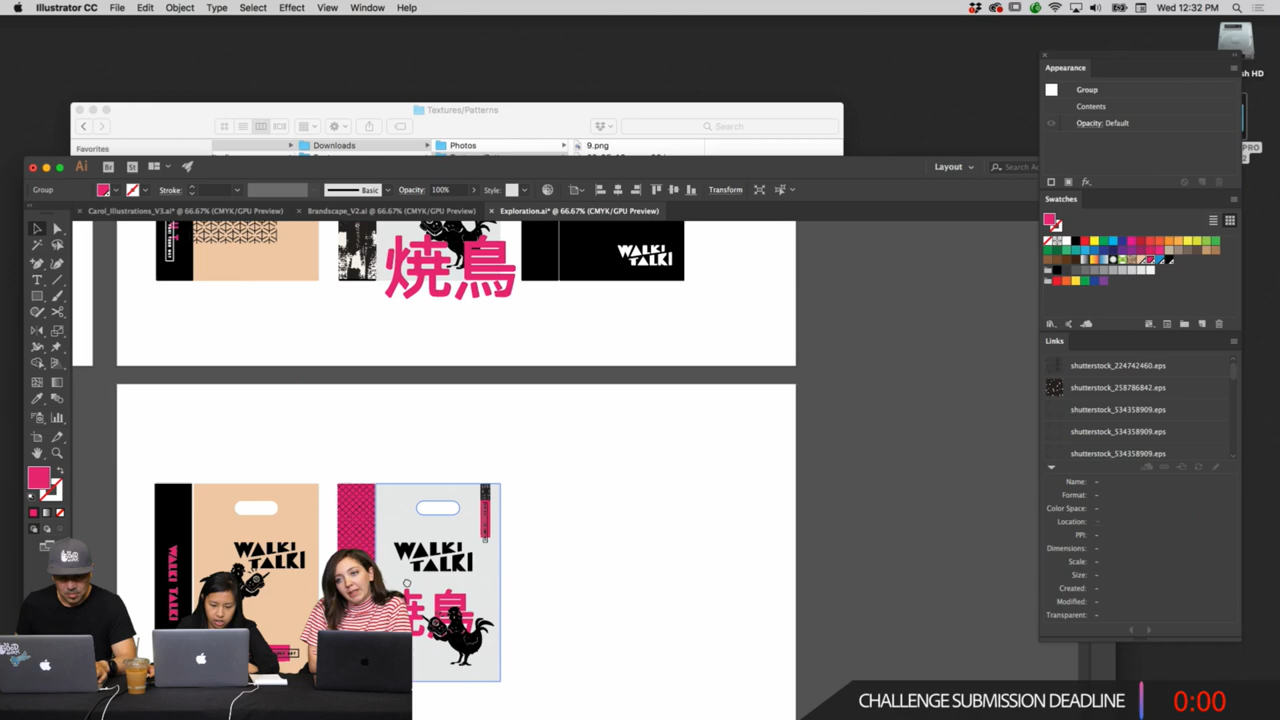 Illustrator CC File Edit Object Type Select Effect View Window Help
Wed 12:32 PM
Textures/Patterns
Search
Favorites
Downloads
Photos
9.png
Layout
Search Ad
Group
Stroke:
Basic
Opacity: 100%
Style:
Transform
Carol_Illustrations_V3.ai* @ 66.67% (CMYK/GPU Preview)
Brandscape_V2.ai @ 66.67% (CMYK/GPU Preview)
Exploration.ai* @ 66.67% (CMYK/GPU Preview)
焼鳥
WALKI
TALKI
WALKI TALKI
WALKI
TALKI
WALKI
TALKI
焼鳥
Appearance
Group
Contents
Opacity: Default
Swatches
Links
shutterstock_224742460.eps
shutterstock_258786842.eps
shutterstock_534358909.eps
shutterstock_534358909.eps
shutterstock_534358909.eps
Name: -
Format: -
Color Space: -
Location: -
PPI: -
Dimensions: -
Scale: -
Size: -
Created: -
Modified: -
Transparent: -
CHALLENGE SUBMISSION DEADLINE
0:00